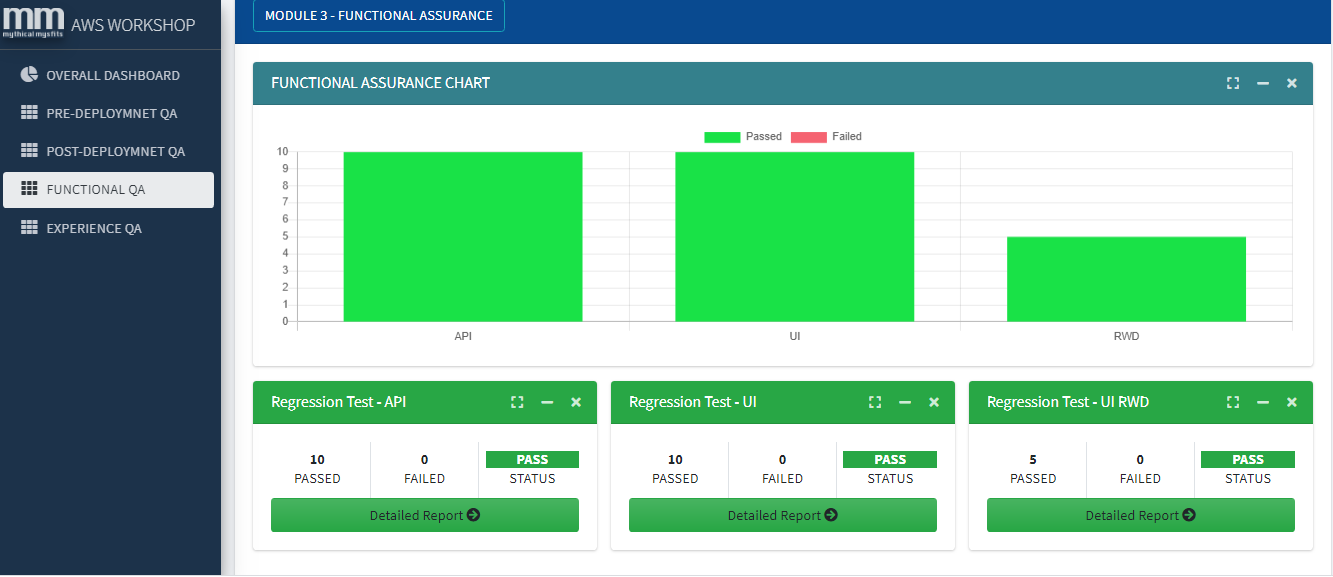 mm
mythical mysfits
AWS WORKSHOP
OVERALL DASHBOARD
PRE-DEPLOYMNET QA
POST-DEPLOYMNET QA
FUNCTIONAL QA
EXPERIENCE QA
MODULE 3 - FUNCTIONAL ASSURANCE
FUNCTIONAL ASSURANCE CHART
Passed Failed
10
9
8
7
6
5
4
3
2
1
0
API UI RWD
Regression Test - API
10 0 PASS
PASSED FAILED STATUS
Detailed Report
Regression Test - UI
10 0 PASS
PASSED FAILED STATUS
Detailed Report
Regression Test - UI RWD
5 0 PASS
PASSED FAILED STATUS
Detailed Report